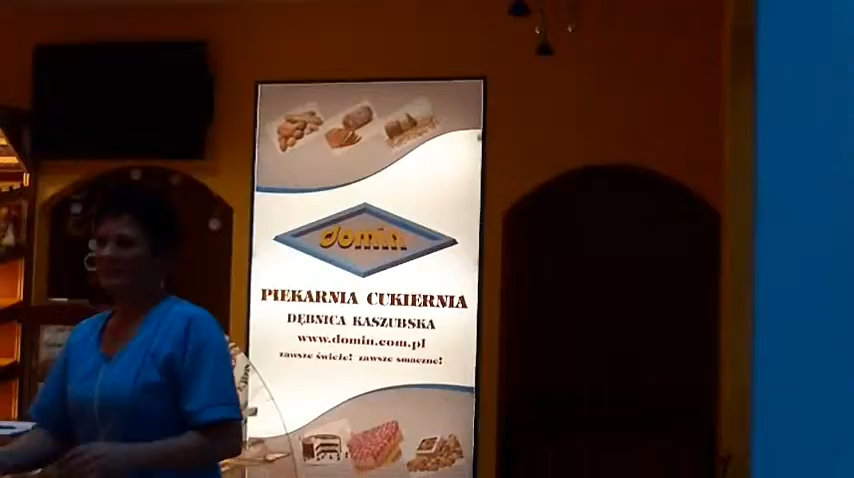 domin
PIEKARNIA CUKIERNIA
DĘBNICA KASZUBSKA
www.domin.com.pl
zawsze świeże! zawsze smaczne!